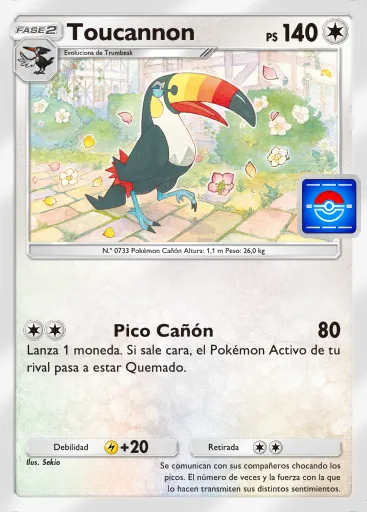 FASE 2 Toucannon PS 140
Evoluciona de Trumbeak
N.º 0733 Pokémon Cañón Altura: 1,1 m Peso: 26,0 kg
Pico Cañón 80
Lanza 1 moneda. Si sale cara, el Pokémon Activo de tu
rival pasa a estar Quemado.
Debilidad +20 Retirada
Ilus. Sekio
Se comunican con sus compañeros chocando los
picos. El número de veces y la fuerza con la que
lo hacen transmiten sus distintos sentimientos.